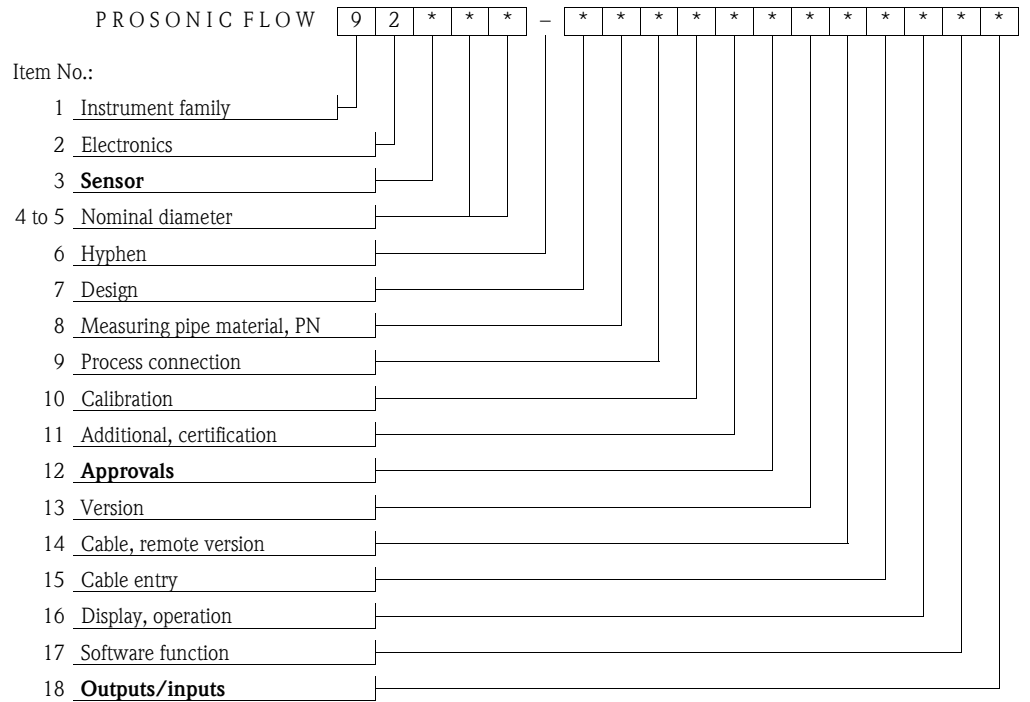 PROSONIC FLOW 9 2 * * * – * * * * * * * * * * * *
Item No.:
1 Instrument family
2 Electronics
3 Sensor
4 to 5 Nominal diameter
6 Hyphen
7 Design
8 Measuring pipe material, PN
9 Process connection
10 Calibration
11 Additional, certification
12 Approvals
13 Version
14 Cable, remote version
15 Cable entry
16 Display, operation
17 Software function
18 Outputs/inputs